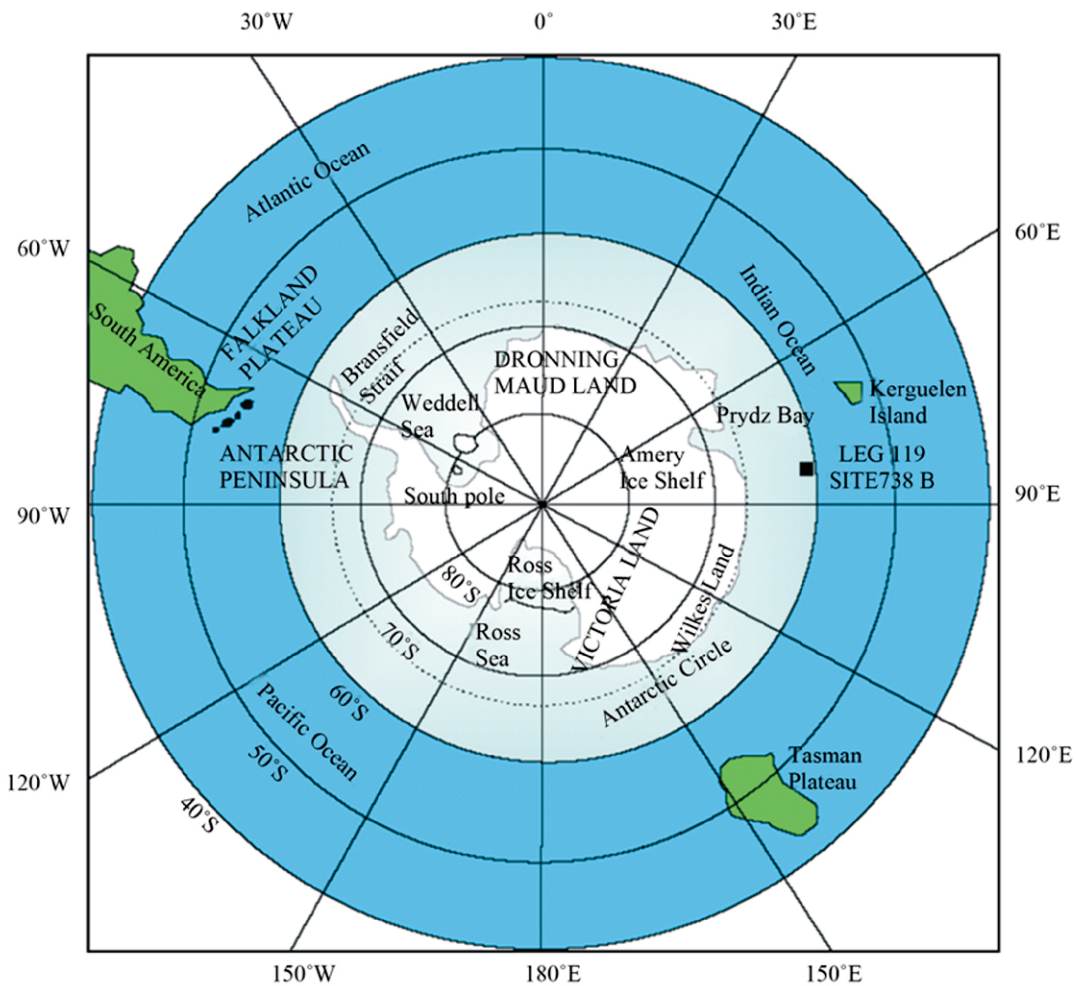 30˚W
0˚
30˚E
Atlantic Ocean
60˚W
60˚E
FALKLAND
PLATEAU
Indian Ocean
South America
Bransfield
Strait
DRONNING
MAUD LAND
Kerguelen
Island
Weddell
Sea
Prydz Bay
ANTARCTIC
PENINSULA
Amery
Ice Shelf
LEG 119
SITE738 B
South pole
90˚W
90˚E
Ross
Ice Shelf
VICTORIA LAND
Wilkes Land
80˚S
70˚S
Ross
Sea
Antarctic Circle
60˚S
Pacific Ocean
50˚S
40˚S
Tasman
Plateau
120˚W
120˚E
150˚W
180˚E
150˚E